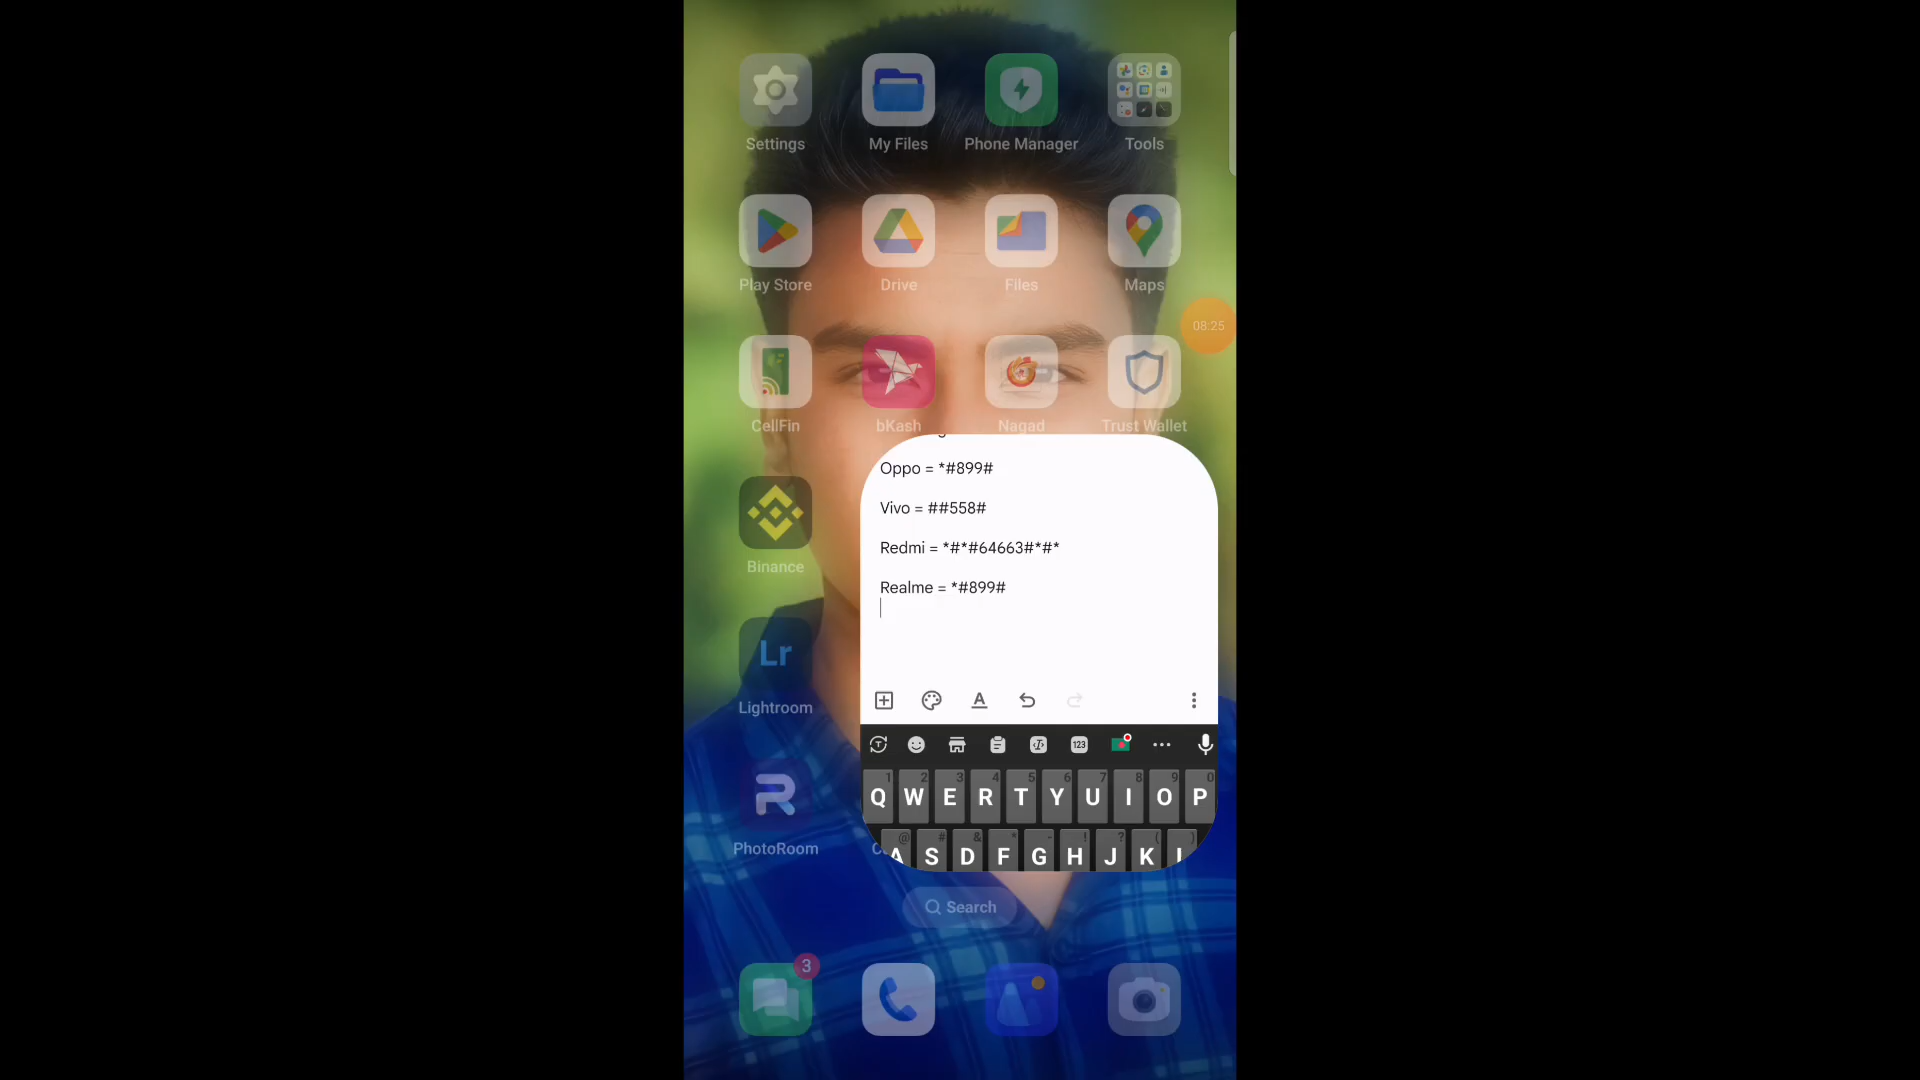 Settings
My Files
Phone Manager
Tools
Play Store
Drive
Files
Maps
08:25
CellFin
bKash
Nagad
Trust Wallet
Oppo = *#899#
Vivo = ##558#
Binance
Redmi = *#*#64663#*#*
Realme = *#899#
Lr
Lightroom
A
T
123
1 2 3 4 5 6 7 8 9 0
Q W E R T Y U I O P
PhotoRoom
@ # & * - ! ? ( )
A S D F G H J K L
Search
3